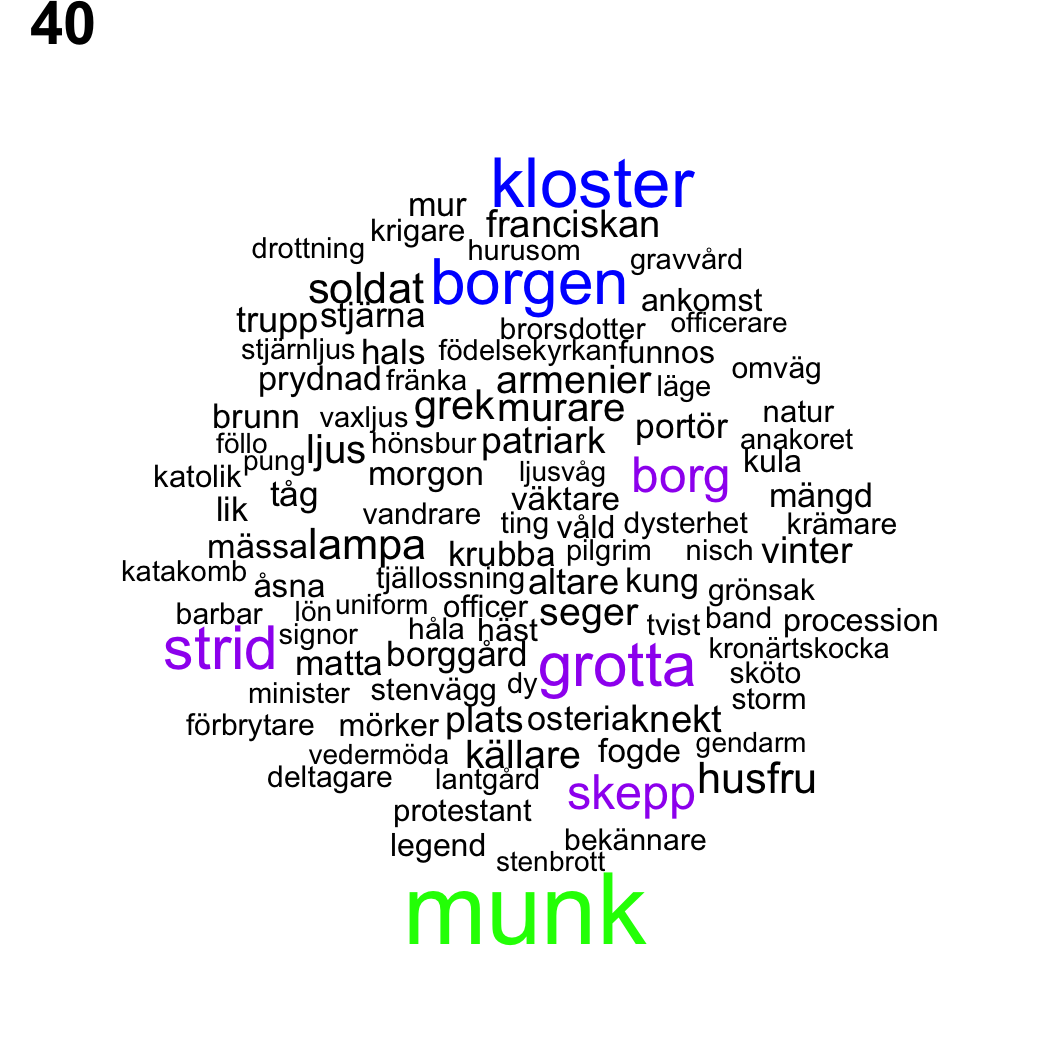 40
kloster
mur
franciskan
krigare
drottning hurusom
gravvård
borgen
soldat ankomst
trupp stjärna
brorsdotter officerare
stjärnljus hals födelsekyrkan funnos
omväg
prydnad fränka armenier läge
grek murare
brunn vaxljus portör natur
föllo ljus hönsbur patriark anakoret
pung kula
katolik morgon ljusvåg borg
tåg väktare mängd
lik vandrare ting våld dysterhet krämare
mässa lampa krubba pilgrim nisch vinter
katakomb åsna tjällossning altare kung grönsak
barbar lön uniform officer seger tvist band procession
strid signor håla häst kronärtskocka
matta borggård grotta sköto
minister stenvägg dy storm
förbrytare mörker plats osteria knekt
vedermöda källare fogde gendarm
deltagare lantgård skepp husfru
protestant
legend bekännare
stenbrott
munk